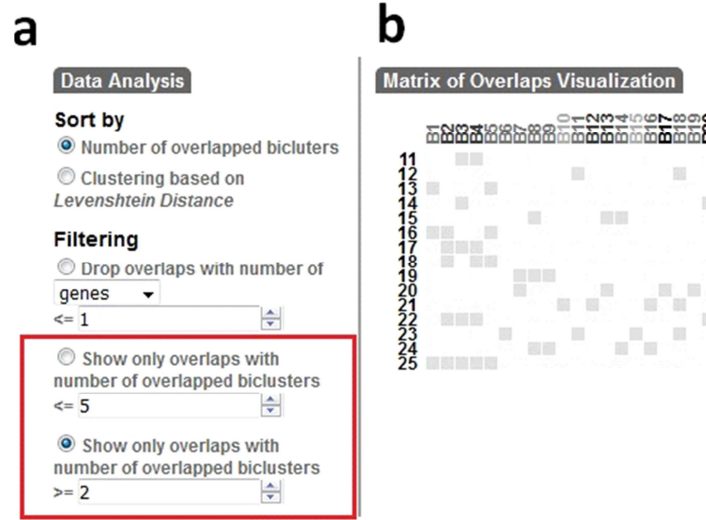 a
Data Analysis
Sort by
Number of overlapped bicluters
Clustering based on
Levenshtein Distance
Filtering
Drop overlaps with number of
genes
<= 1
Show only overlaps with
number of overlapped biclusters
<= 5
Show only overlaps with
number of overlapped biclusters
>= 2
b
Matrix of Overlaps Visualization
B1 B2 B3 B4 B5 B6 B7 B8 B9 B10 B11 B12 B13 B14 B15 B16 B17 B18 B19
11
12
13
14
15
16
17
18
19
20
21
22
23
24
25